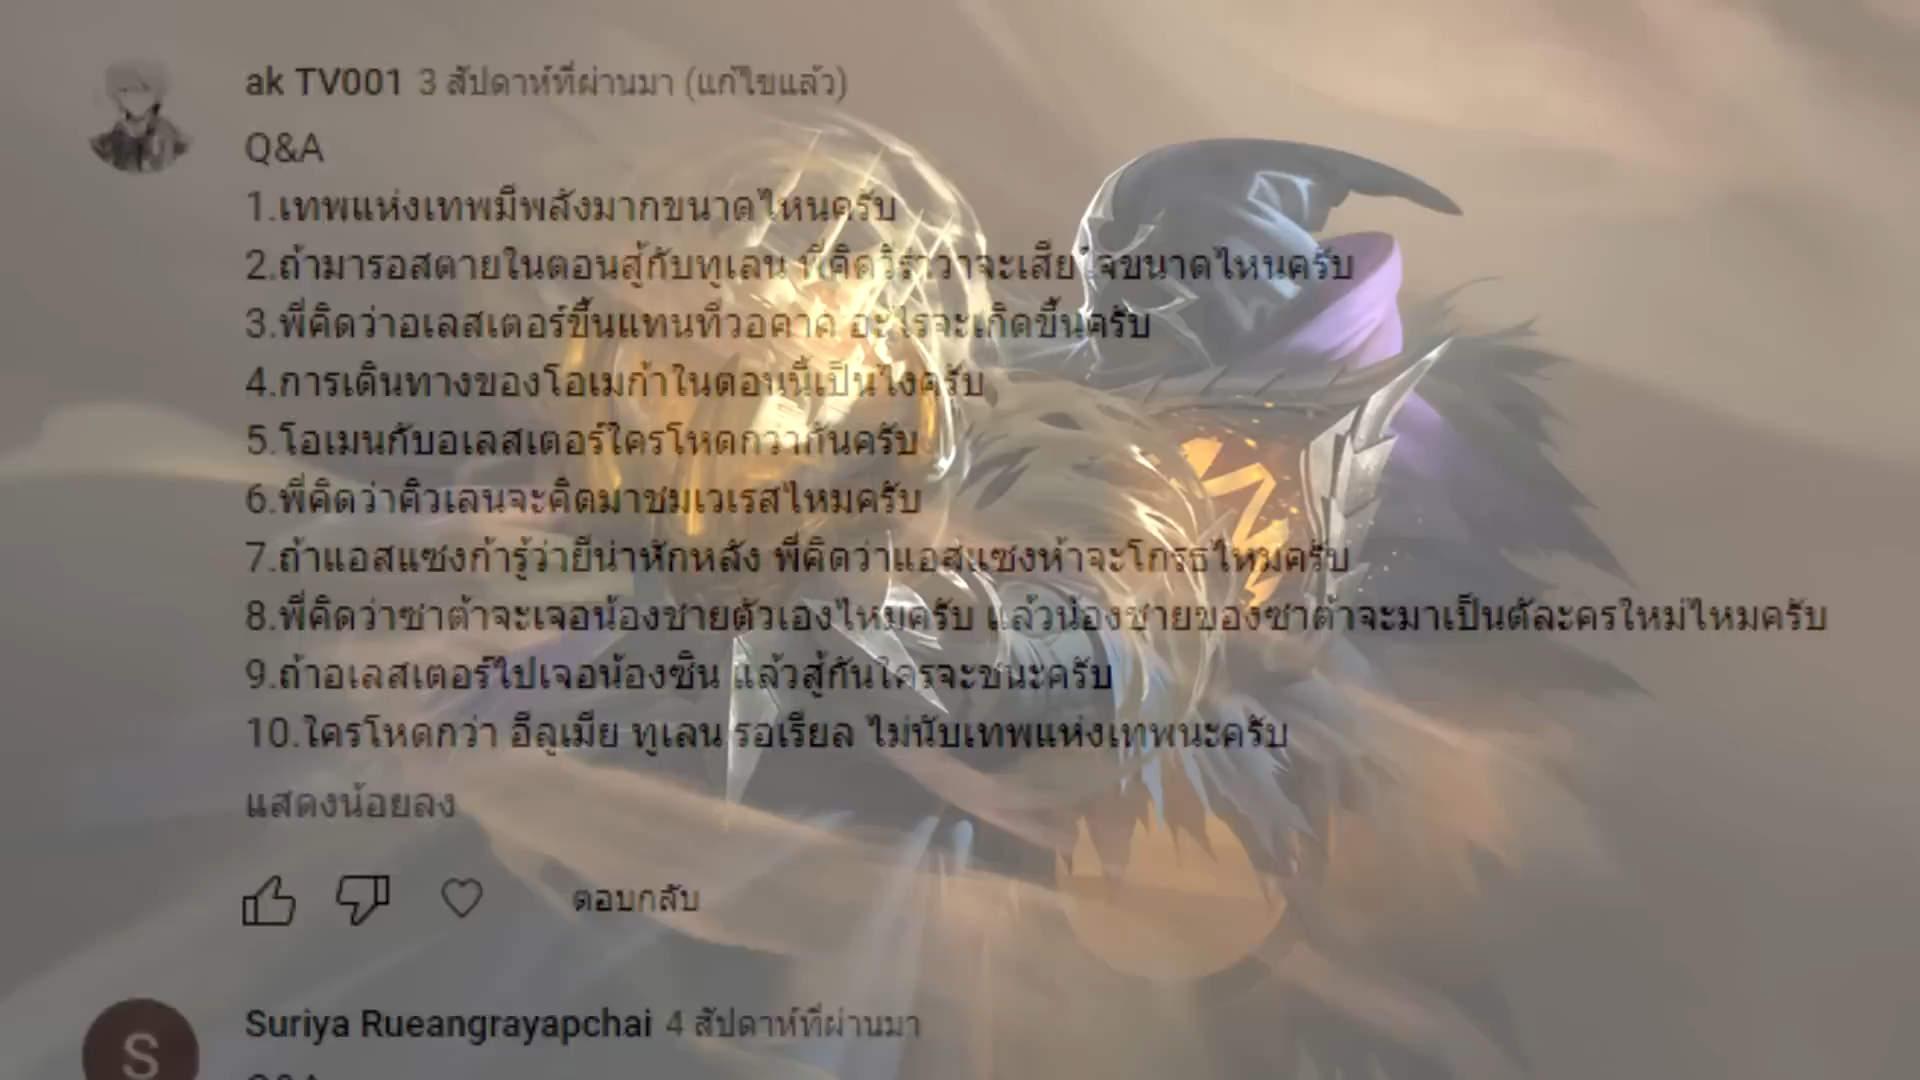 ak TV001 3 สัปดาห์ที่ผ่านมา (แก้ไขแล้ว)
Q&A
1.เทพแห่งเทพมีพลังมากขนาดไหนครับ
2.ถ้ามารอสตายในตอนสู้กับทูเลน พี่คิดวีราว่าจะเสียใจขนาดไหนครับ
3.พี่คิดว่าอเลสเตอร์ขึ้นแทนที่วอคาค์ อะไรจะเกิดขึ้นครับ
4.การเดินทางของโอเมก้าในตอนนี้เป็นไงครับ
5.โอเมนกับอเลสเตอร์ใครโหดกว่ากันครับ
6.พี่คิดว่าคิวเลนจะคิดมาชมเวเรสไหมครับ
7.ถ้าแอสแซงก้ารู้ว่ายีน่าหักหลัง พี่คิดว่าแอสแซงห้าจะโกรธไหมครับ
8.พี่คิดว่าซาต้าจะเจอน้องชายตัวเองไหมครับ แล้วน้องชายของซาต้าจะมาเป็นตัละครใหม่ไหมครับ
9.ถ้าอเลสเตอร์ไปเจอน้องซิน แล้วสู้กันใครจะชนะครับ
10.ใครโหดกว่า อีลูเมีย ทูเลน รอเรียล ไม่นับเทพแห่งเทพนะครับ
แสดงน้อยลง
ตอบกลับ
S
Suriya Rueangrayapchai 4 สัปดาห์ที่ผ่านมา